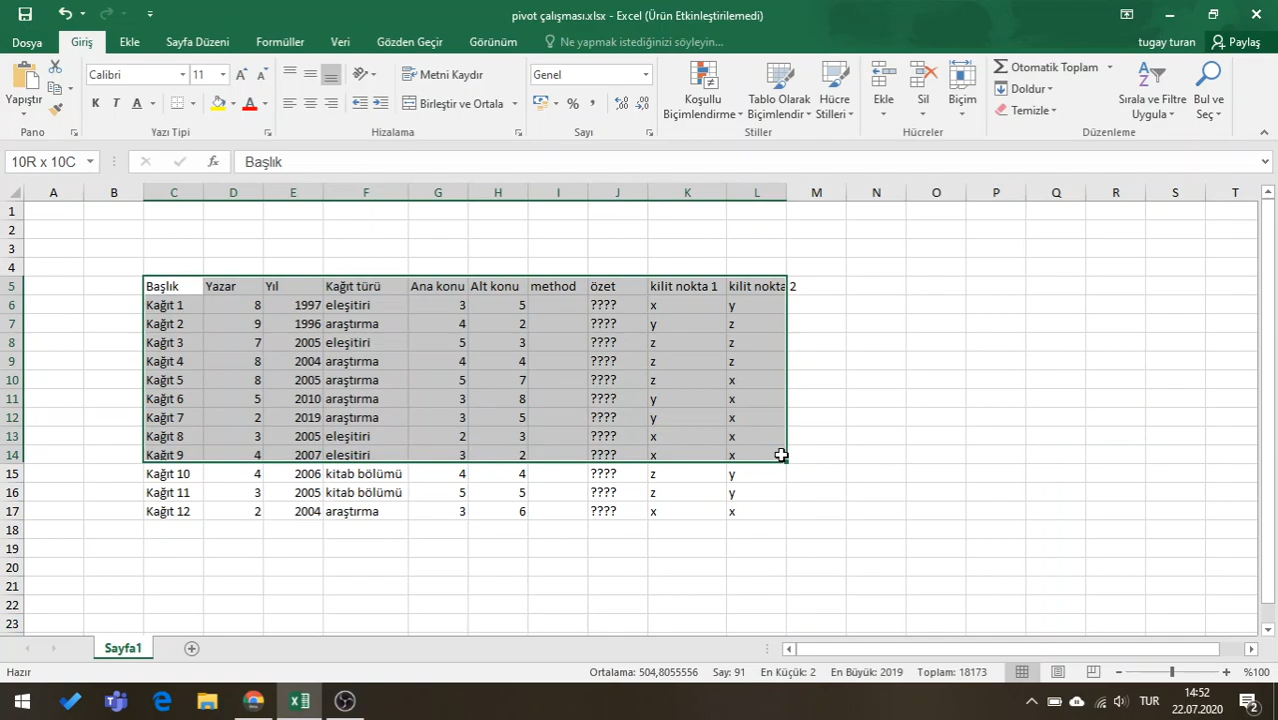 pivot çalışması.xlsx - Excel (Ürün Etkinleştirilemedi)
Dosya Giriş Ekle Sayfa Düzeni Formüller Veri Gözden Geçir Görünüm Ne yapmak istediğinizi söyleyin... tugay turan Paylaş
Yapıştır
Calibri 11
K T A A
Metni Kaydır
Birleştir ve Ortala
Genel
% ,
Koşullu Biçimlendirme
Tablo Olarak Biçimlendir
Hücre Stilleri
Ekle Sil Biçim
Otomatik Toplam
Doldur
Temizle
Sırala ve Filtre Uygula
Bul ve Seç
Pano Yazı Tipi Hizalama Sayı Stiller Hücreler Düzenleme
10R x 10C fx Başlık
A B C D E F G H I J K L M N O P Q R S T
1
2
3
4
5 Başlık Yazar Yıl Kağıt türü Ana konu Alt konu method özet kilit nokta 1 kilit nokta 2
6 Kağıt 1 8 1997 eleşitiri 3 5 ???? x y
7 Kağıt 2 9 1996 araştırma 4 2 ???? y z
8 Kağıt 3 7 2005 eleşitiri 5 3 ???? z z
9 Kağıt 4 8 2004 araştırma 4 4 ???? z z
10 Kağıt 5 8 2005 araştırma 5 7 ???? z x
11 Kağıt 6 5 2010 araştırma 3 8 ???? y x
12 Kağıt 7 2 2019 araştırma 3 5 ???? y x
13 Kağıt 8 3 2005 eleşitiri 2 3 ???? x x
14 Kağıt 9 4 2007 eleşitiri 3 2 ???? x x
15 Kağıt 10 4 2006 kitab bölümü 4 4 ???? z y
16 Kağıt 11 3 2005 kitab bölümü 5 5 ???? z y
17 Kağıt 12 2 2004 araştırma 3 6 ???? x x
18
19
20
21
22
23
Sayfa1
Hazır Ortalama: 504,8055556 Say: 91 En Küçük: 2 En Büyük: 2019 Toplam: 18173 %100
TUR 14:52
22.07.2020 2